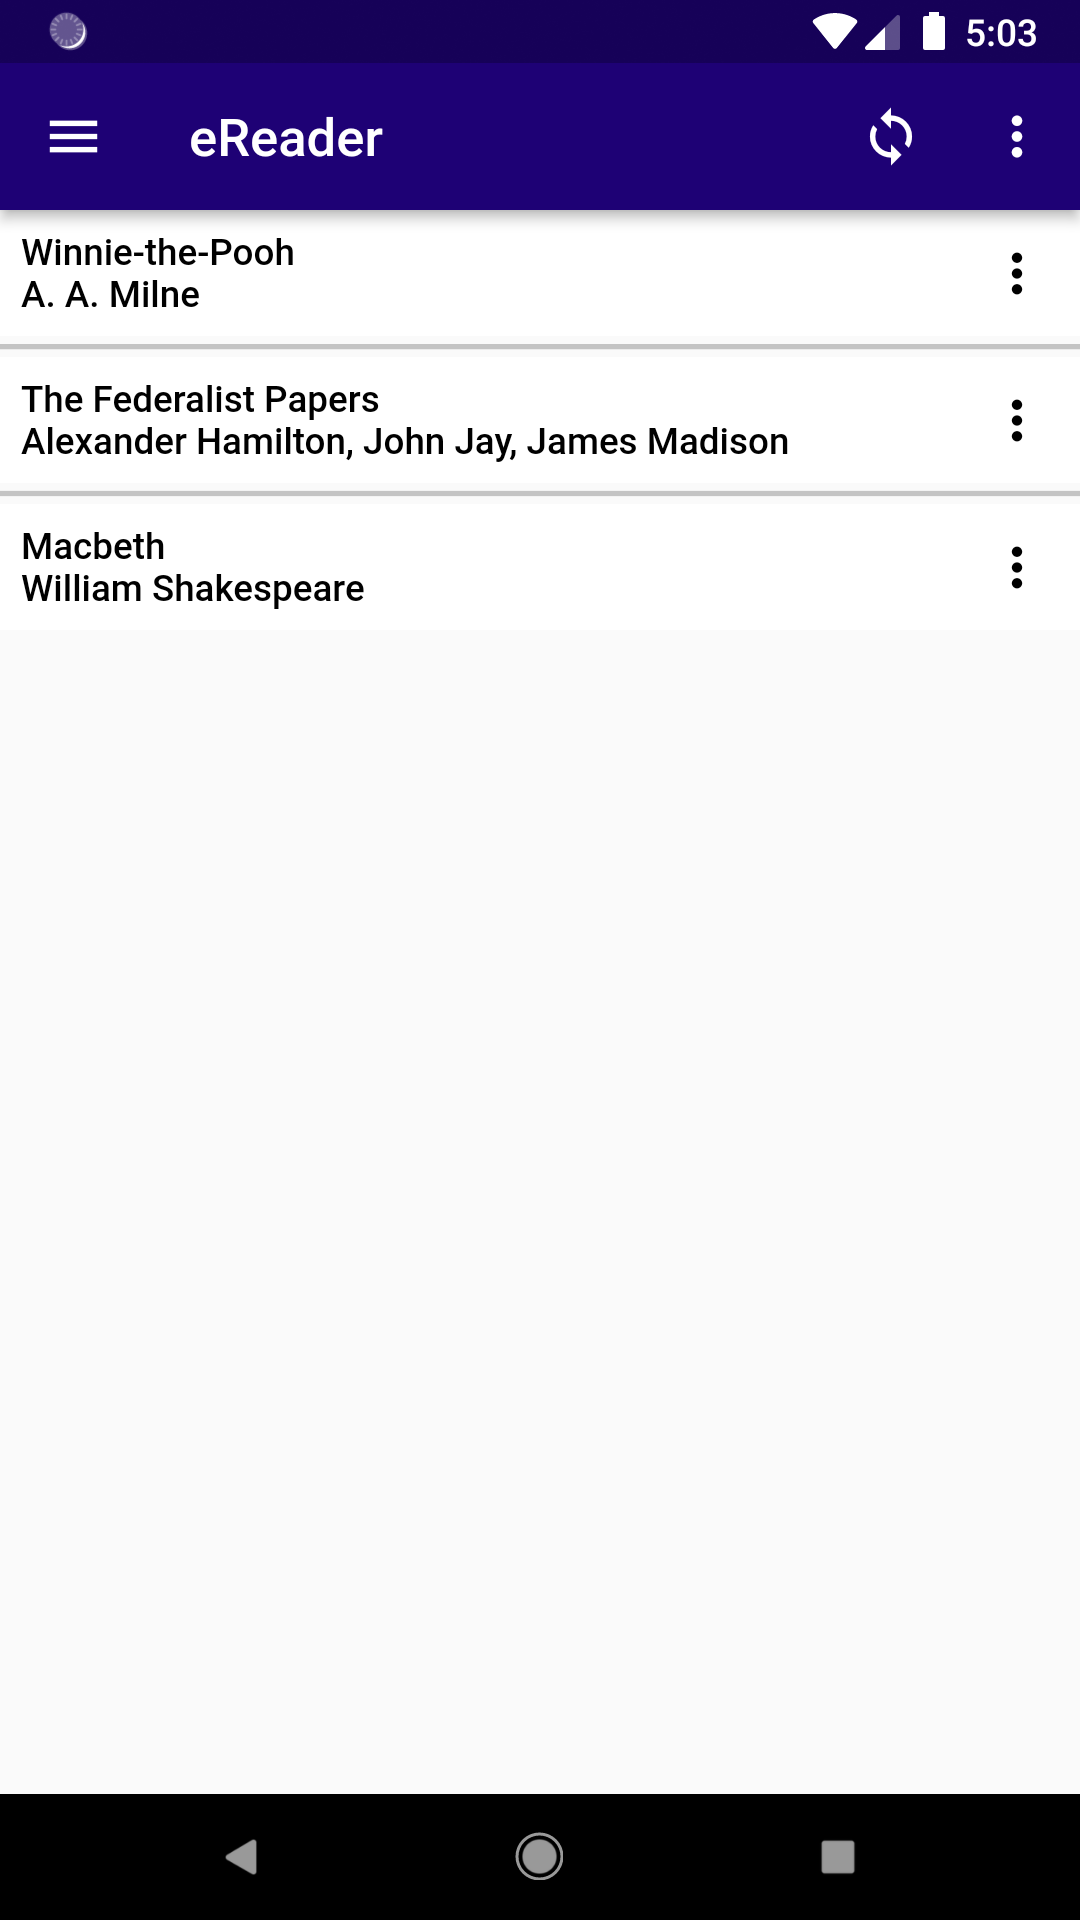 5:03
eReader
Winnie-the-Pooh
A. A. Milne
The Federalist Papers
Alexander Hamilton, John Jay, James Madison
Macbeth
William Shakespeare